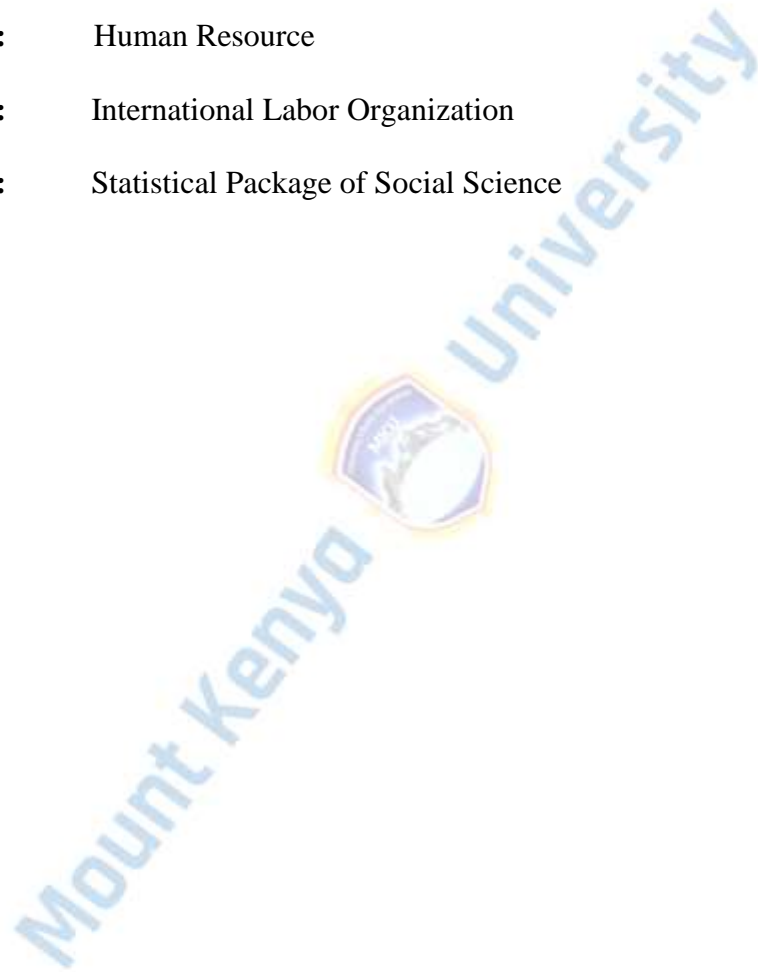 : Human Resource
: International Labor Organization
: Statistical Package of Social Science
Mount Kenya University